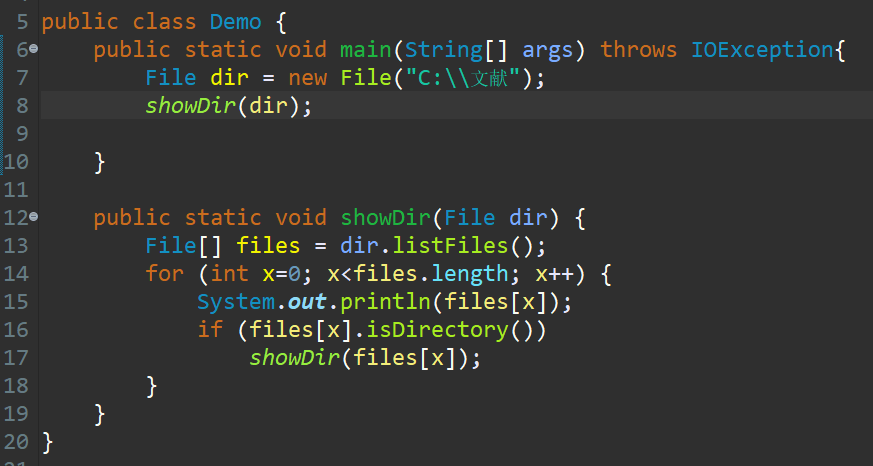 5 public class Demo {
6 public static void main(String[] args) throws IOException{
7 File dir = new File("C:\\文献");
8 showDir(dir);
9
10 }
11
12 public static void showDir(File dir) {
13 File[] files = dir.listFiles();
14 for (int x=0; x<files.length; x++) {
15 System.out.println(files[x]);
16 if (files[x].isDirectory())
17 showDir(files[x]);
18 }
19 }
20 }